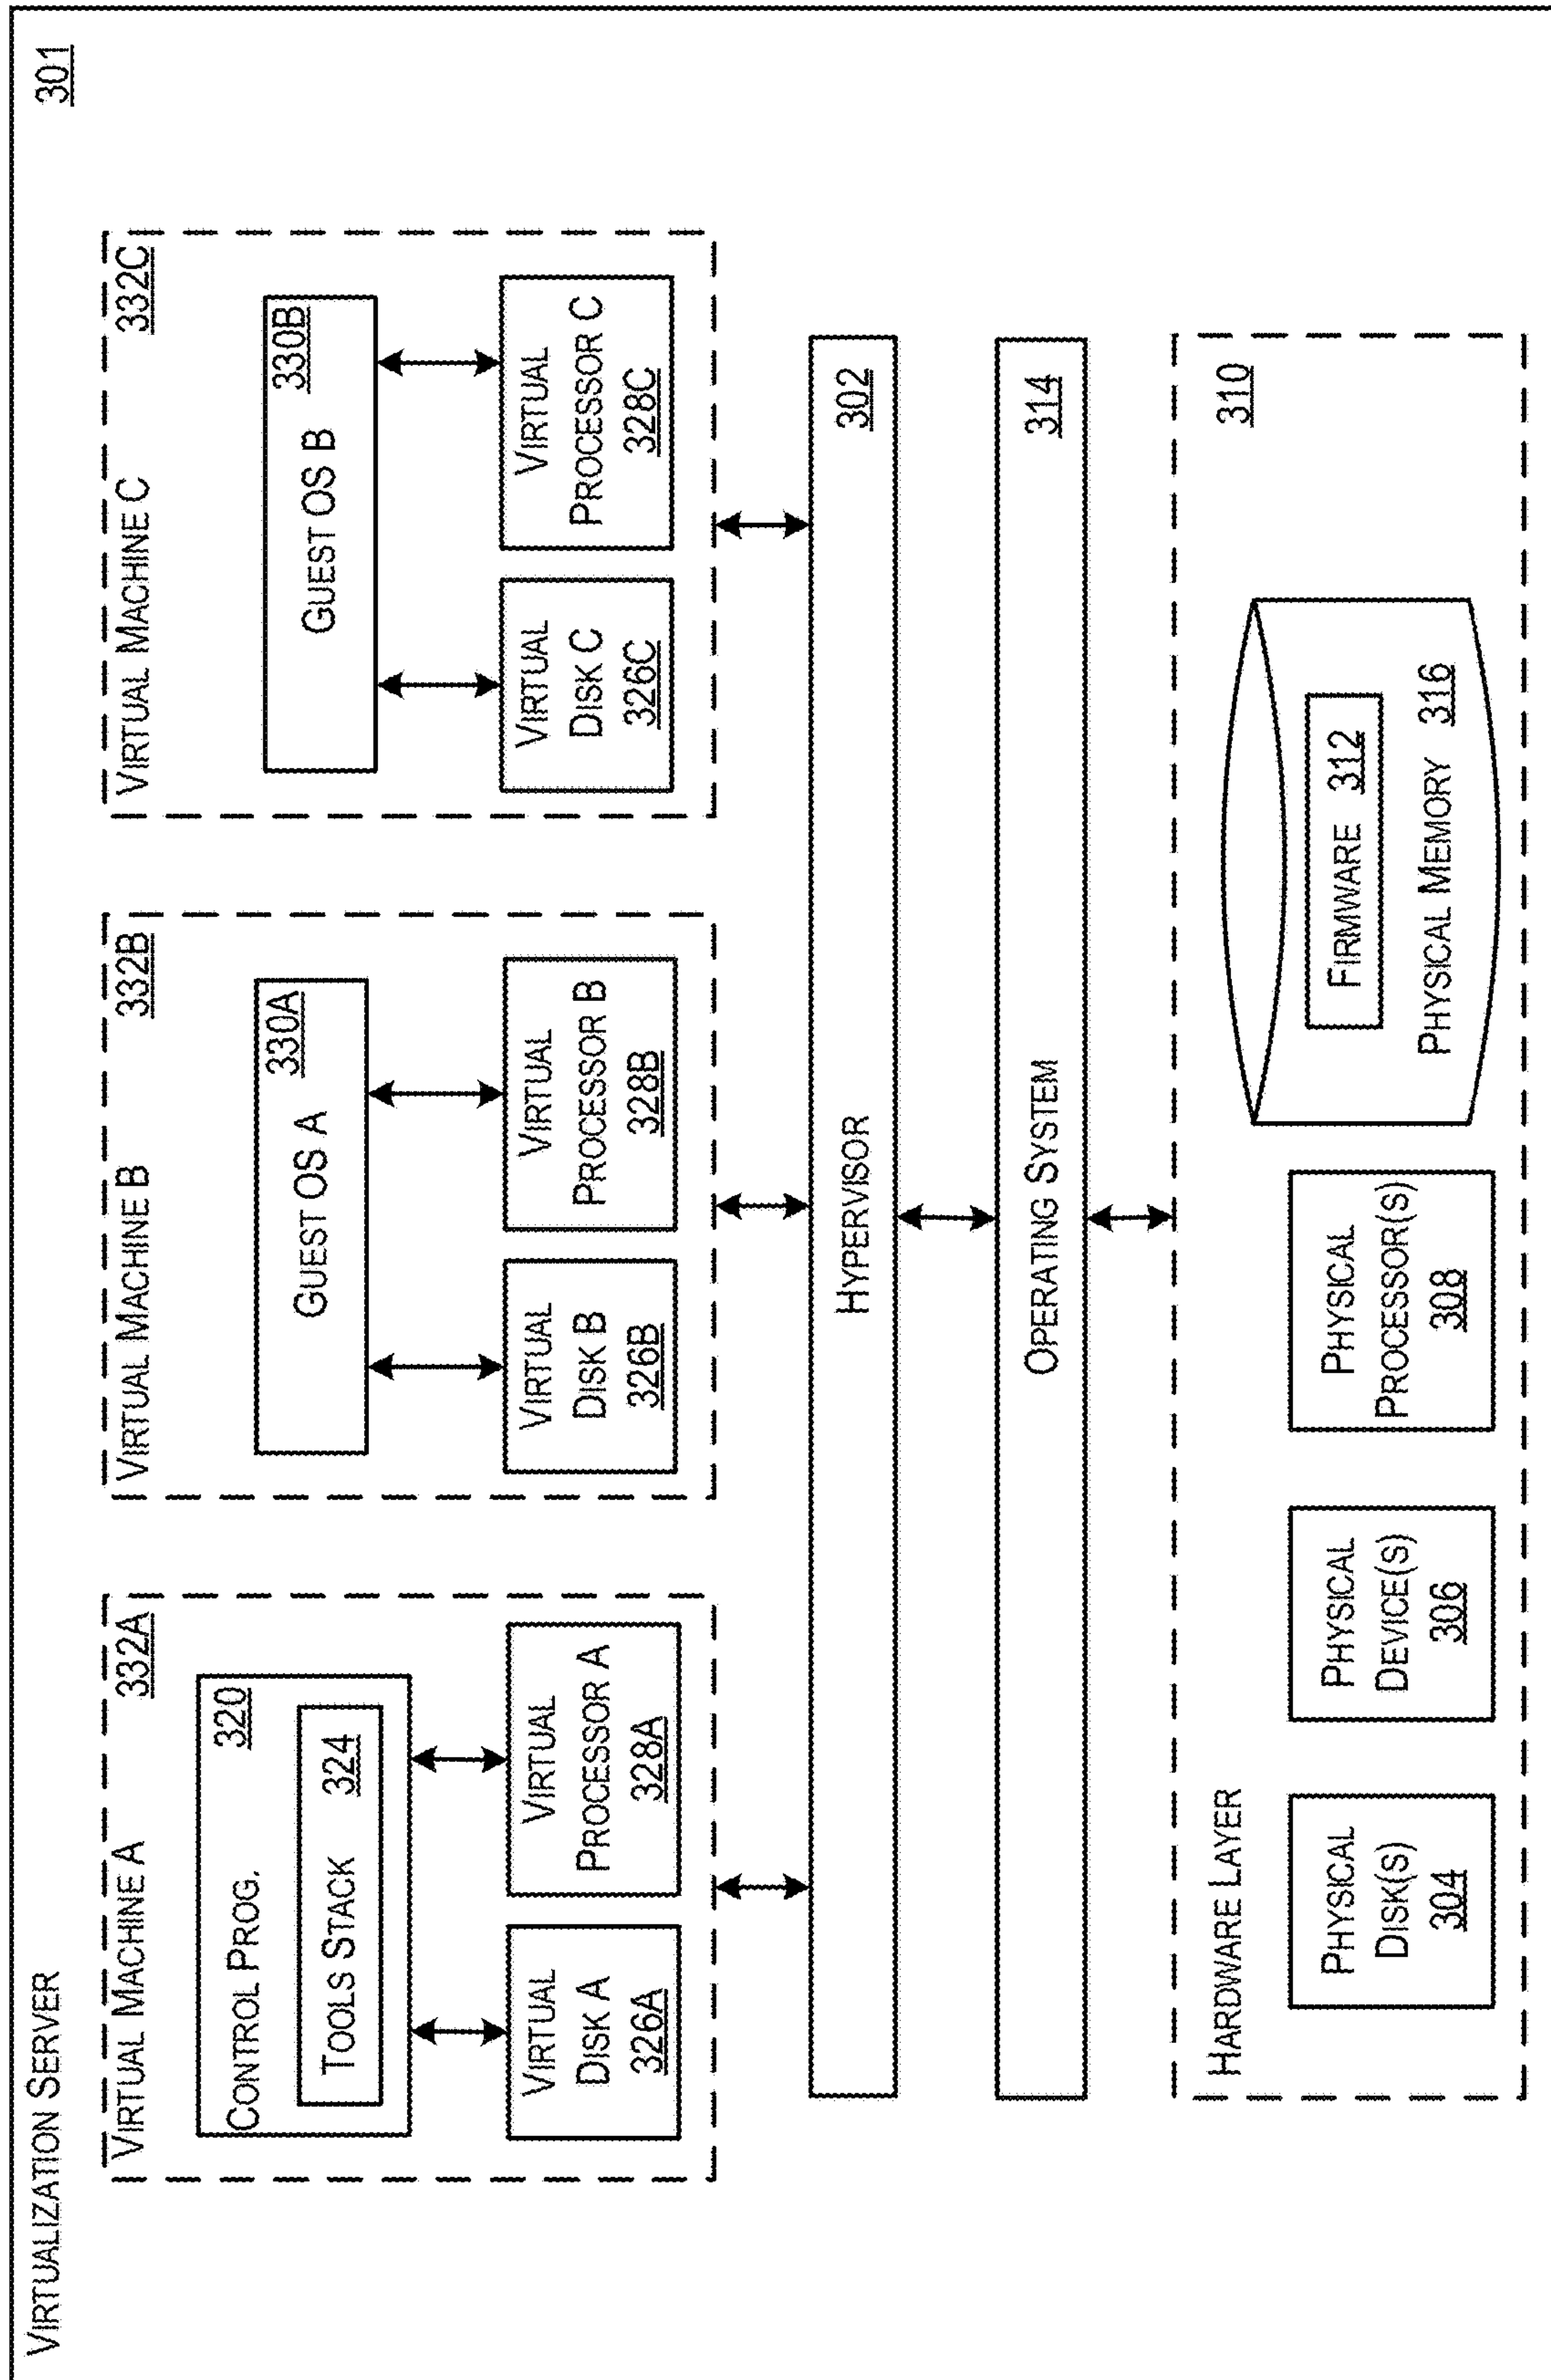 VIRTUALIZATION SERVER
301
VIRTUAL MACHINE A
332A
CONTROL PROG.
320
TOOLS STACK 324
VIRTUAL
DISK A
326A
VIRTUAL
PROCESSOR A
328A
VIRTUAL MACHINE B
332B
GUEST OS A
330A
VIRTUAL
DISK B
326B
VIRTUAL
PROCESSOR B
328B
VIRTUAL MACHINE C
332C
GUEST OS B
330B
VIRTUAL
DISK C
326C
VIRTUAL
PROCESSOR C
328C
HYPERVISOR
302
OPERATING SYSTEM
314
HARDWARE LAYER
310
PHYSICAL
DISK(S)
304
PHYSICAL
DEVICE(S)
306
PHYSICAL
PROCESSOR(S)
308
FIRMWARE 312
PHYSICAL MEMORY 316